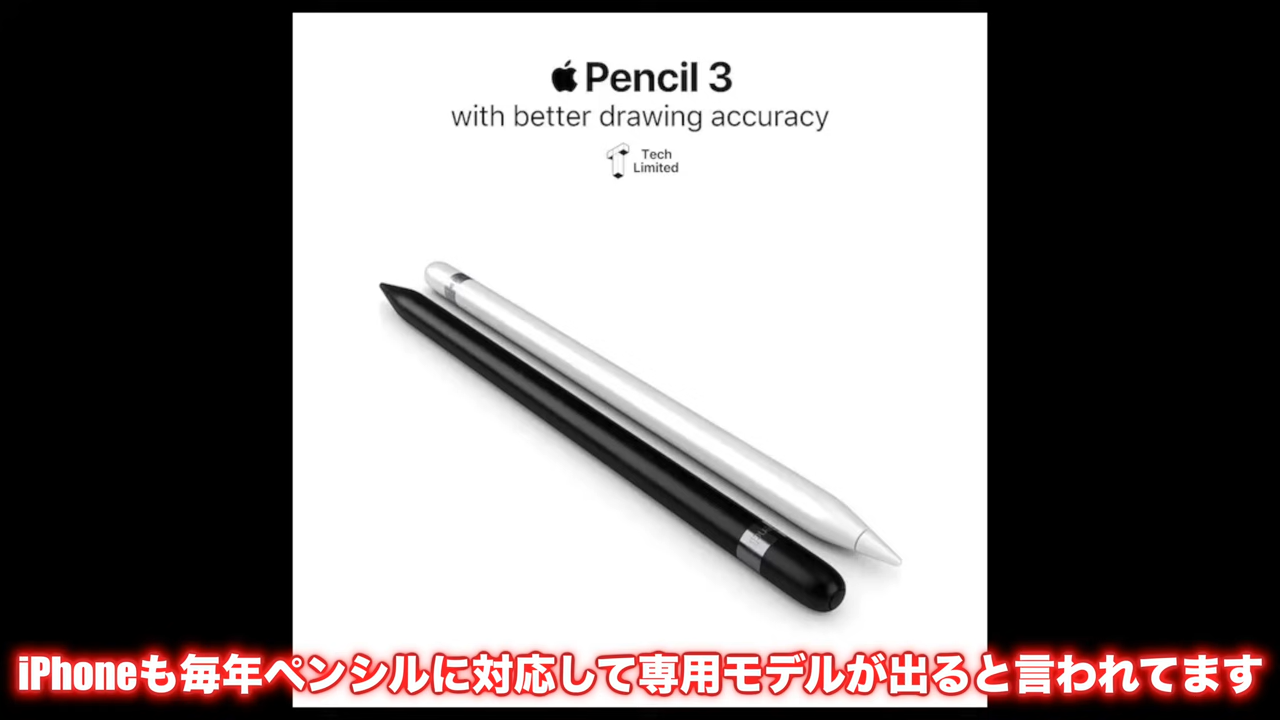 Pencil 3
with better drawing accuracy
Tech
Limited
iPhoneも毎年ペンシルに対応して専用モデルが出ると言われてます